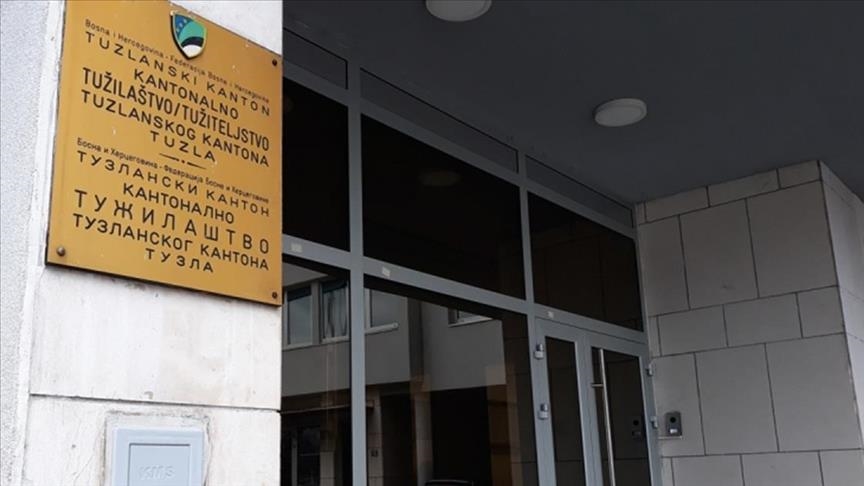 Bosna i Hercegovina - Federacija Bosne i Hercegovine
TUZLANSKI KANTON
KANTONALNO
TUŽILAŠTVO/TUŽITELJSTVO
TUZLANSKOG KANTONA
TUZLA
Босна и Херцеговина - Федерација Босне и Херцеговине
ТУЗЛАНСКИ КАНТОН
КАНТОНАЛНО
ТУЖИЛАШТВО
ТУЗЛАНСКОГ КАНТОНА
ТУЗЛА
KMS